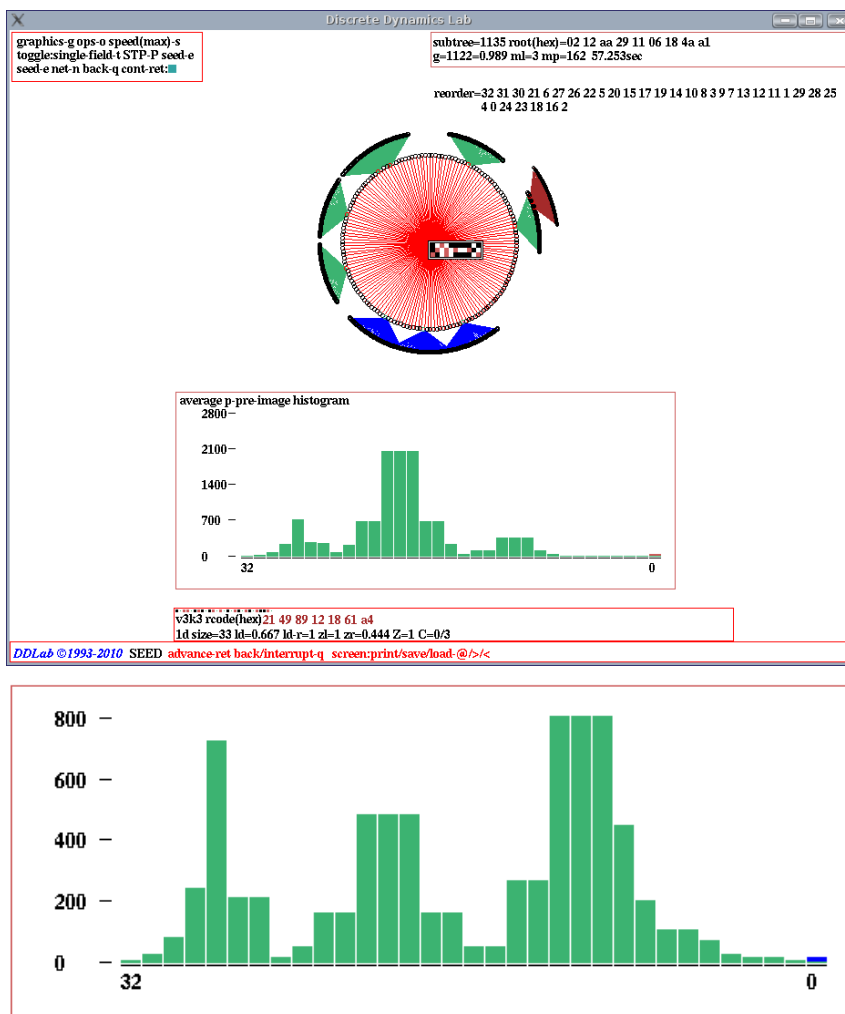 Discrete Dynamics Lab
graphics-g ops-o speed(max)-s
toggle:single-field-t STP-P seed-e
seed-e net-n back-q cont-ret:
subtree=1135 root(hex)=02 12 aa 29 11 06 18 4a a1
g=1122=0.989 ml=3 mp=162 57.253sec
reorder=32 31 30 21 6 27 26 22 5 20 15 17 19 14 10 8 3 9 7 13 12 11 1 29 28 25
4 0 24 23 18 16 2
average p-pre-image histogram
2800
2100
1400
700
0
32 0
v3k3 rcode(hex) 21 49 89 12 18 61 a4
1d size=33 ld=0.667 ld-r=1 zl=1 zr=0.444 Z=1 C=0/3
DDLab ©1993-2010 SEED advance-ret back/interrupt-q screen:print/save/load-@/>/<
800
600
400
200
0
32 0